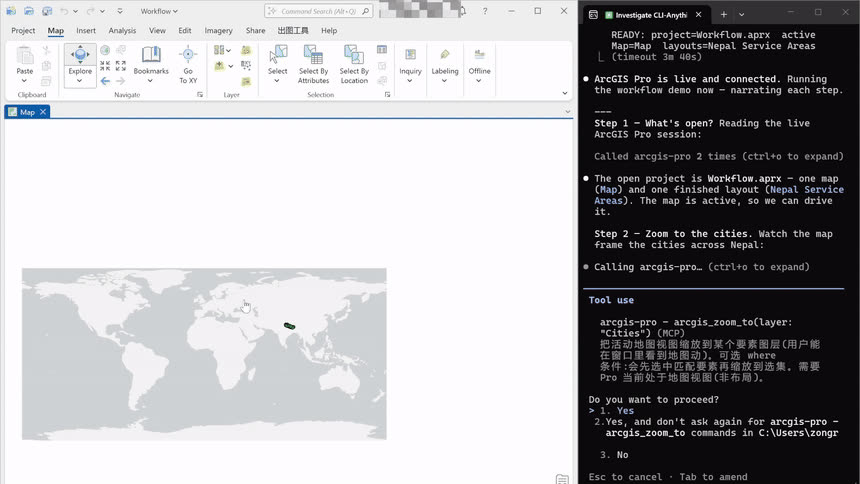 Workflow
Command Search (Alt+Q)
?
Project Map Insert Analysis View Edit Imagery Share 出图工具 Help
Paste
Explore
Bookmarks
Go
To XY
Select
Select By
Attributes
Select By
Location
Inquiry
Labeling
Offline
Clipboard
Navigate
Layer
Selection
Map
Investigate CLI-Anythi
READY: project=Workflow.aprx active
Map=Map layouts=Nepal Service Areas
(timeout 3m 40s)
ArcGIS Pro is live and connected. Running
the workflow demo now — narrating each step.
———
Step 1 — What's open? Reading the live
ArcGIS Pro session:
Called arcgis-pro 2 times (ctrl+o to expand)
The open project is Workflow.aprx — one map
(Map) and one finished layout (Nepal Service
Areas). The map is active, so we can drive
it.
Step 2 — Zoom to the cities. Watch the map
frame the cities across Nepal:
Calling arcgis-pro… (ctrl+o to expand)
Tool use
arcgis-pro - arcgis_zoom_to(layer:
"Cities") (MCP)
把活动地图视图缩放到某个要素图层(用户能
在窗口里看到地图动)。可选 where
条件:会先选中匹配要素再缩放到选集。需要
Pro 当前处于地图视图(非布局)。
Do you want to proceed?
> 1. Yes
2.Yes, and don't ask again for arcgis-pro -
arcgis_zoom_to commands in C:\Users\zongr
3. No
Esc to cancel · Tab to amend